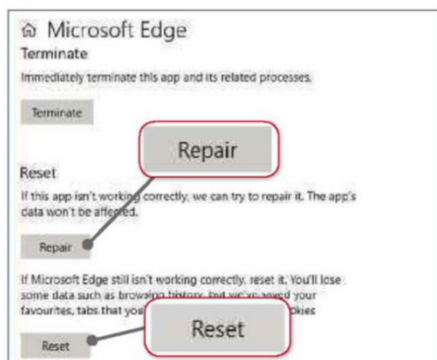 Microsoft Edge
Terminate
Immediately terminate this app and its related processes.
Terminate
Repair
Reset
If this app isn't working correctly, we can try to repair it. The app's
data won't be affected.
Repair
If Microsoft Edge still isn't working correctly, reset it. You'll lose
some data such as browsing history, but we've saved your
favourites, tabs that you
Reset
Reset